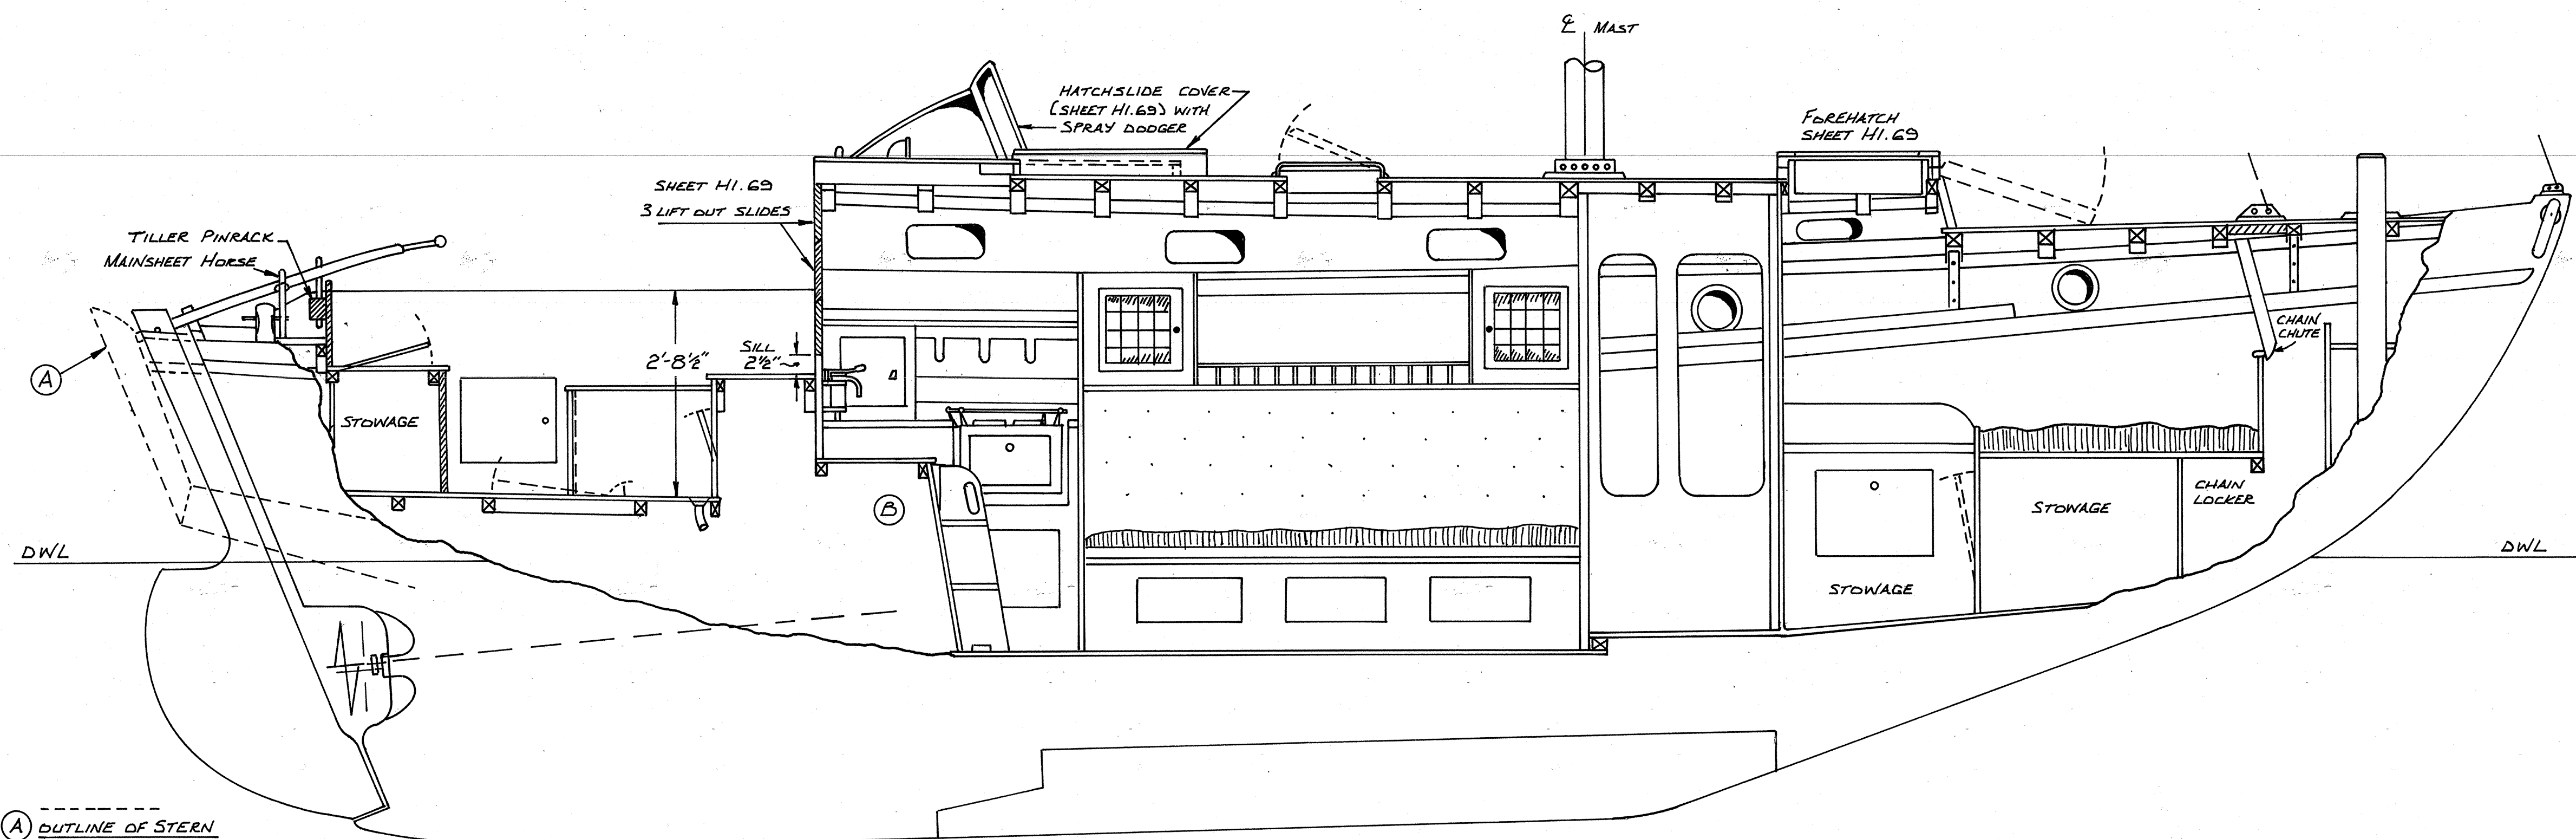 ℄ MAST
HATCHSLIDE COVER
(SHEET H1.69) WITH
SPRAY DODGER
FOREHATCH
SHEET H1.69
SHEET H1.69
3 LIFT OUT SLIDES
TILLER PINRACK
MAINSHEET HORSE
CHAIN
CHUTE
SILL
2½"
2'-8½"
A
STOWAGE
B
CHAIN
LOCKER
STOWAGE
DWL
DWL
STOWAGE
A OUTLINE OF STERN